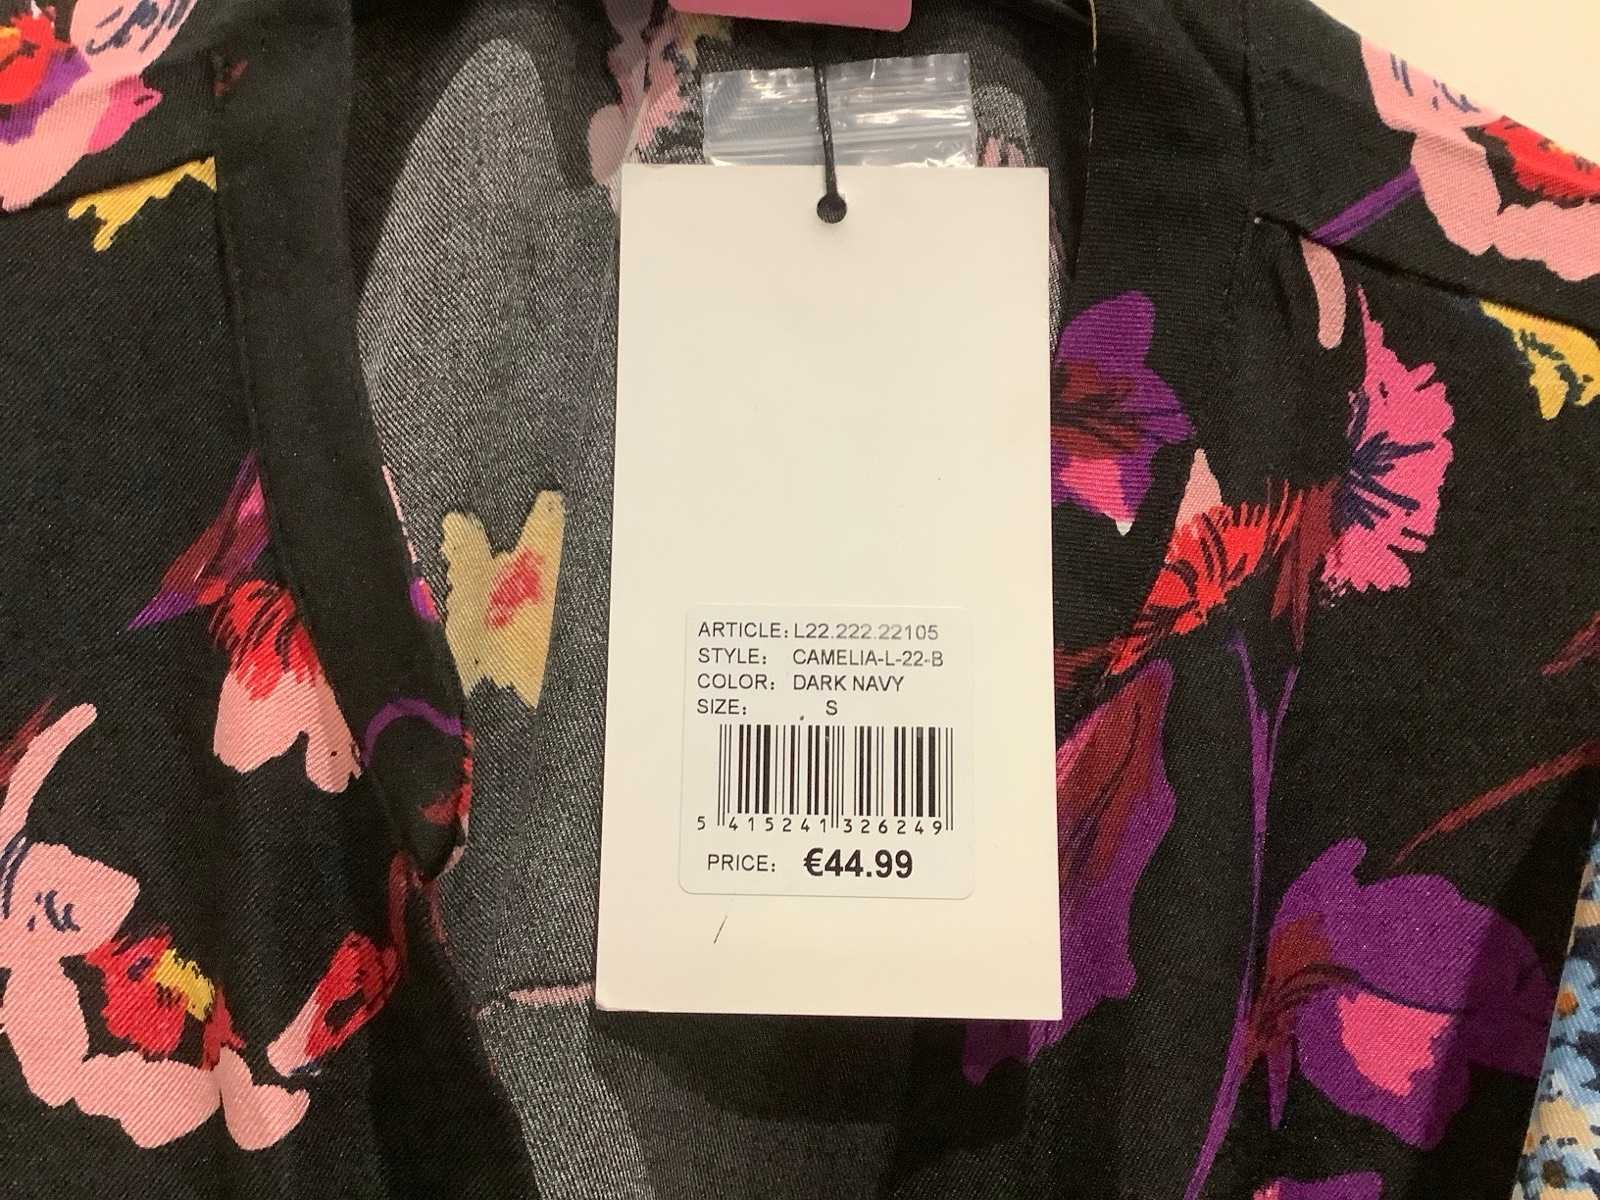 ARTICLE: L22.222.22105
STYLE: CAMELIA-L-22-B
COLOR: DARK NAVY
SIZE: S
5 415241 326249
PRICE: €44.99